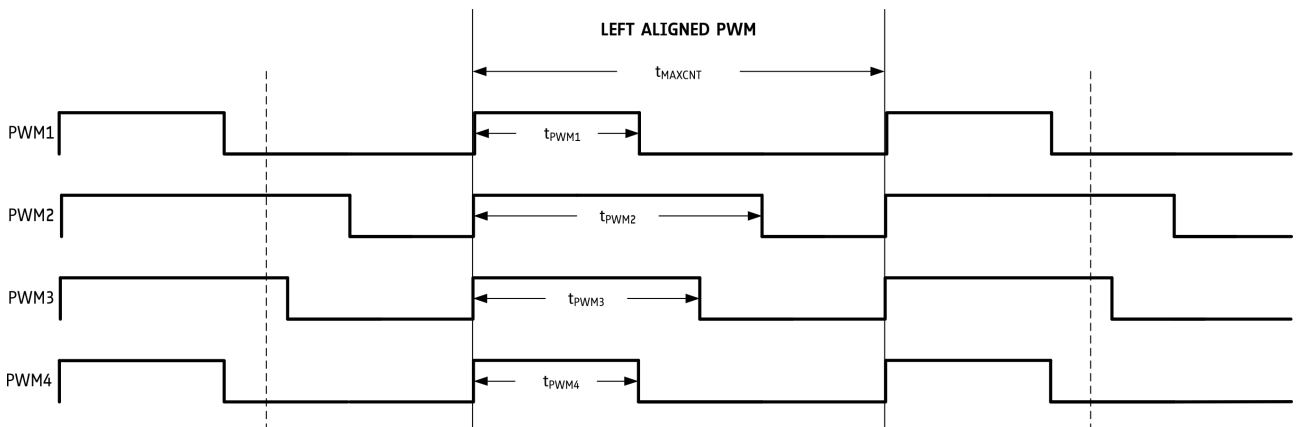 LEFT ALIGNED PWM
tMAXCNT
PWM1
tPWM1
PWM2
tPWM2
PWM3
tPWM3
PWM4
tPWM4